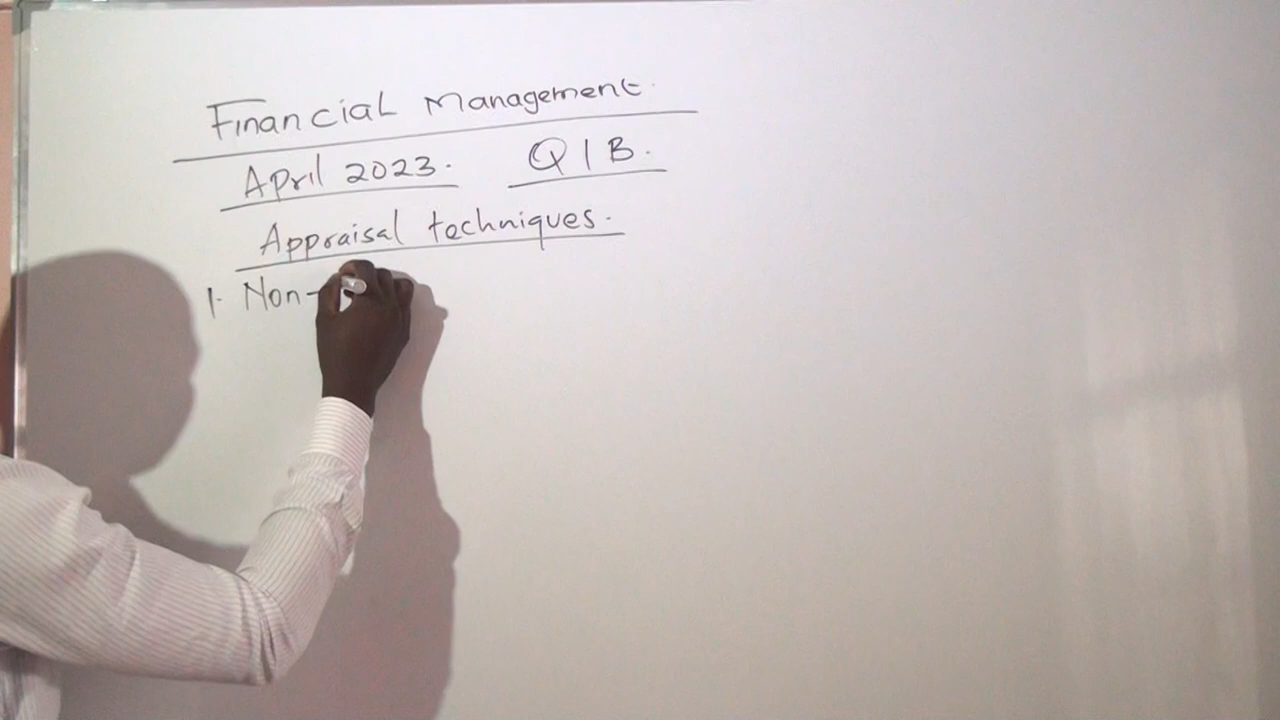 Financial Management.
April 2023. Q1B.
Appraisal techniques.
1. Non-